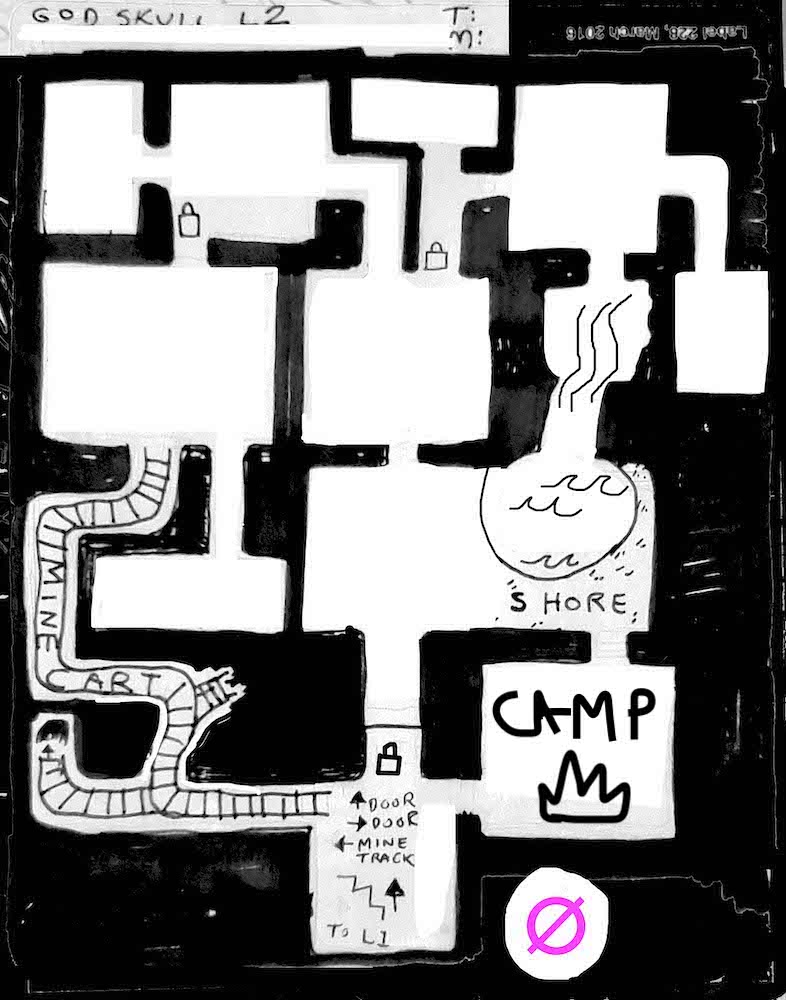 GOD SKULL L2
T:
M:
Label 228, March 2016
SHORE
MINE
CART
CAMP
↑ DOOR
→ DOOR
← MINE
TRACK
TO L1